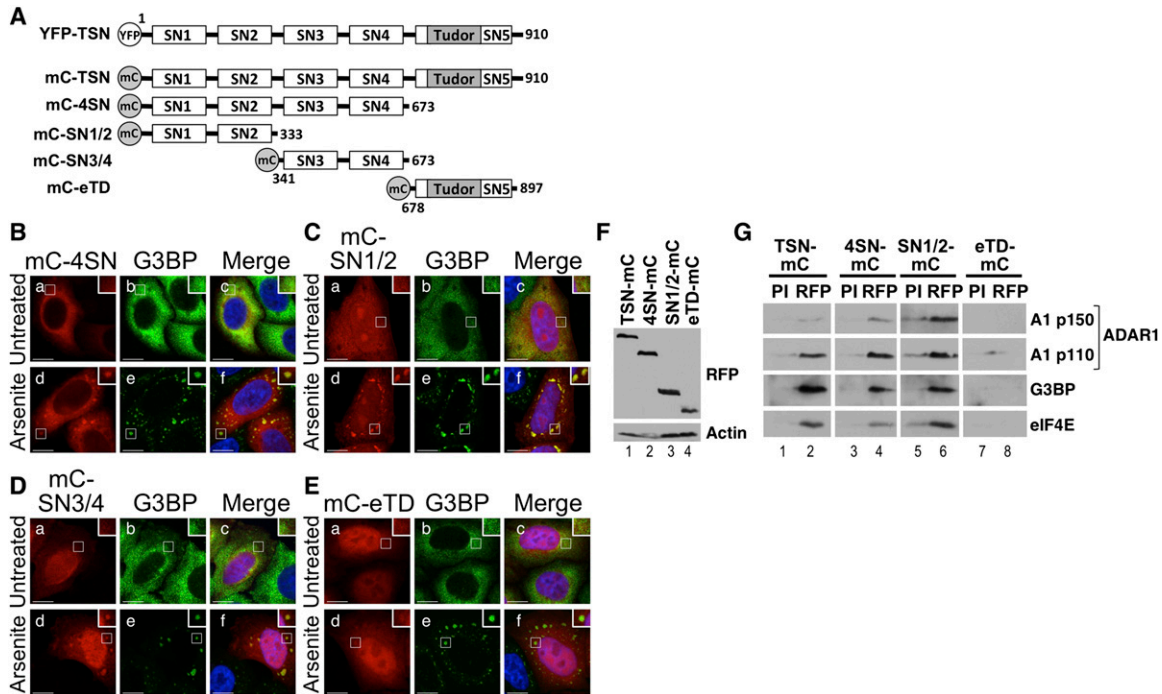 A
YFP-TSN YFP 1 SN1 SN2 SN3 SN4 Tudor SN5 910
mC-TSN mC SN1 SN2 SN3 SN4 Tudor SN5 910
mC-4SN mC SN1 SN2 SN3 SN4 673
mC-SN1/2 mC SN1 SN2 333
mC-SN3/4 mC 341 SN3 SN4 673
mC-eTD mC 678 Tudor SN5 897
B
mC-4SN G3BP Merge
Untreated a b c
Arsenite d e f
C
mC-
SN1/2 G3BP Merge
Untreated a b c
Arsenite d e f
D
mC-
SN3/4 G3BP Merge
Untreated a b c
Arsenite d e f
E
mC-eTD G3BP Merge
Untreated a b c
Arsenite d e f
F
TSN-mC 4SN-mC SN1/2-mC eTD-mC
RFP
Actin
1 2 3 4
G
TSN-
mC
4SN-
mC
SN1/2-
mC
eTD-
mC
PI RFP PI RFP PI RFP PI RFP
A1 p150
A1 p110
ADAR1
G3BP
eIF4E
1 2 3 4 5 6 7 8